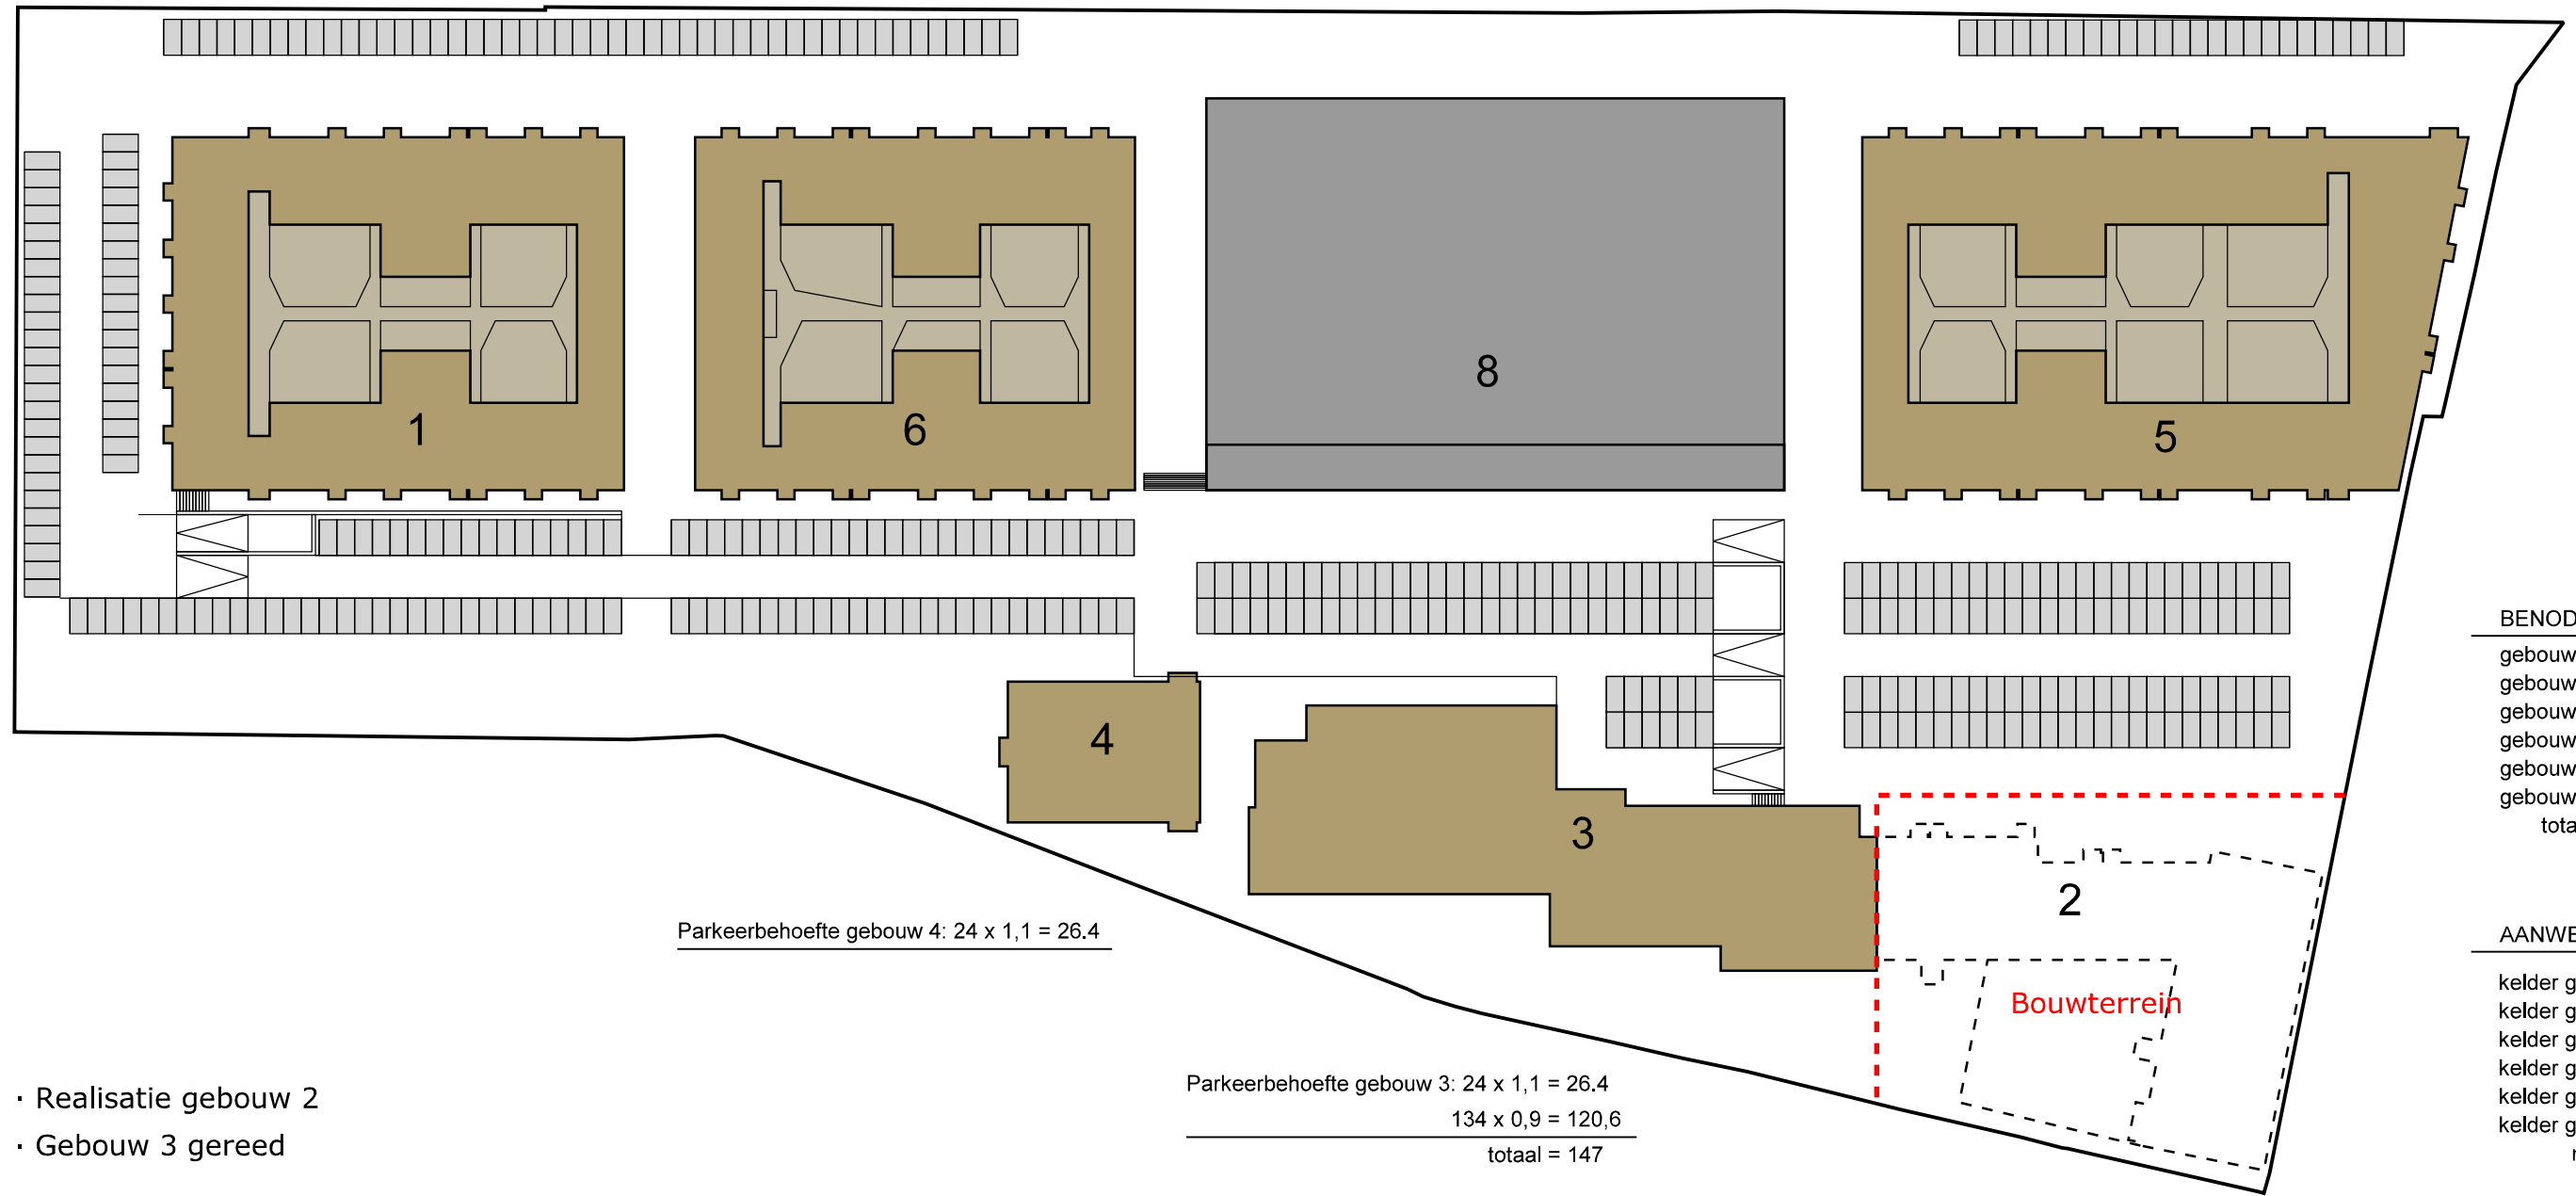 1
6
8
5
4
3
2
Bouwterrein
Parkeerbehoefte gebouw 4: 24 x 1,1 = 26.4
Parkeerbehoefte gebouw 3: 24 x 1,1 = 26.4
134 x 0,9 = 120,6
totaal = 147
· Realisatie gebouw 2
· Gebouw 3 gereed
BENOD
gebouw
gebouw
gebouw
gebouw
gebouw
gebouw
tota
AANWE
kelder g
kelder g
kelder g
kelder g
kelder g
kelder g